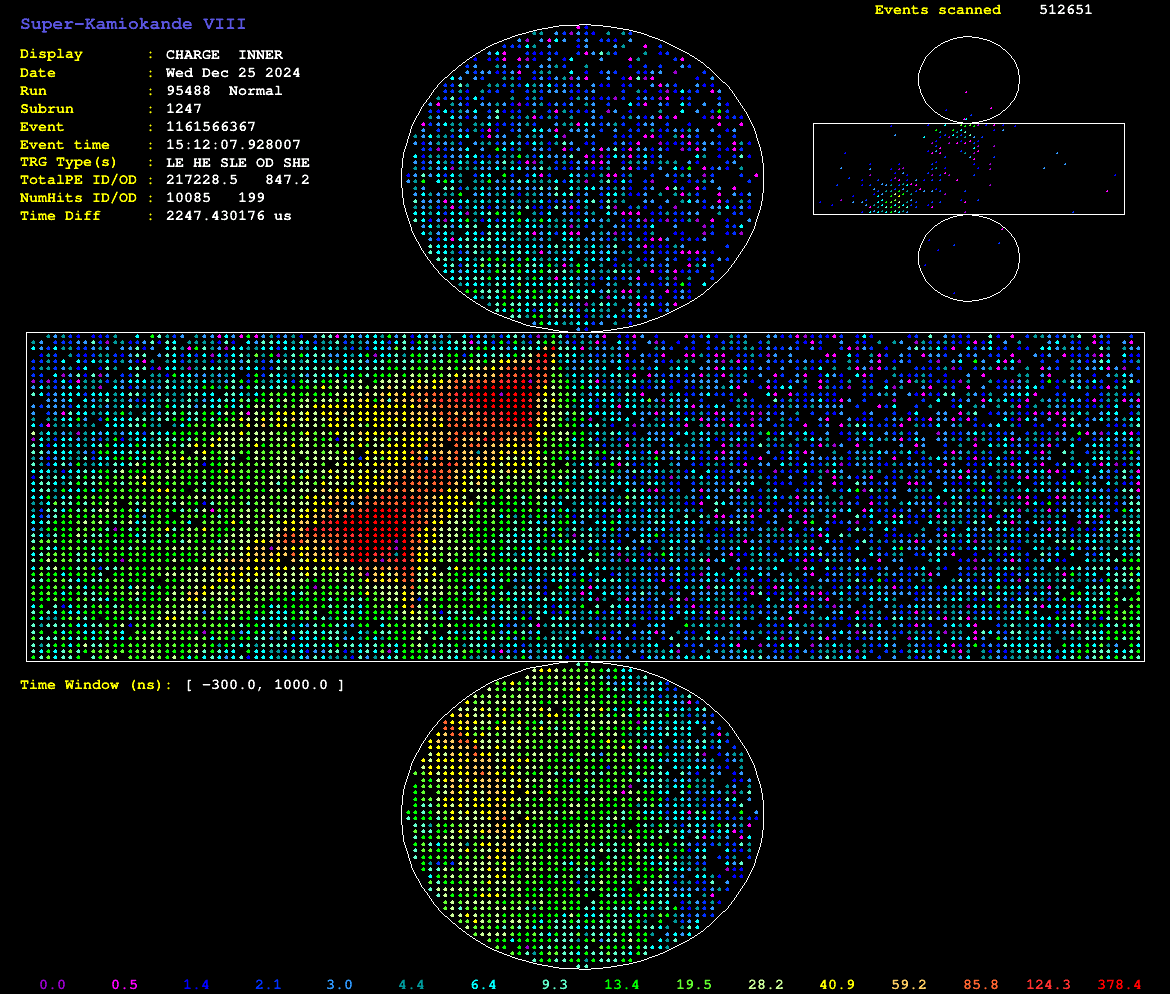 Super-Kamiokande VIII
Events scanned 512651
Display : CHARGE INNER
Date : Wed Dec 25 2024
Run : 95488 Normal
Subrun : 1247
Event : 1161566367
Event time : 15:12:07.928007
TRG Type(s) : LE HE SLE OD SHE
TotalPE ID/OD : 217228.5 847.2
NumHits ID/OD : 10085 199
Time Diff : 2247.430176 us
Time Window (ns): [ −300.0, 1000.0 ]
0.0 0.5 1.4 2.1 3.0 4.4 6.4 9.3 13.4 19.5 28.2 40.9 59.2 85.8 124.3 378.4